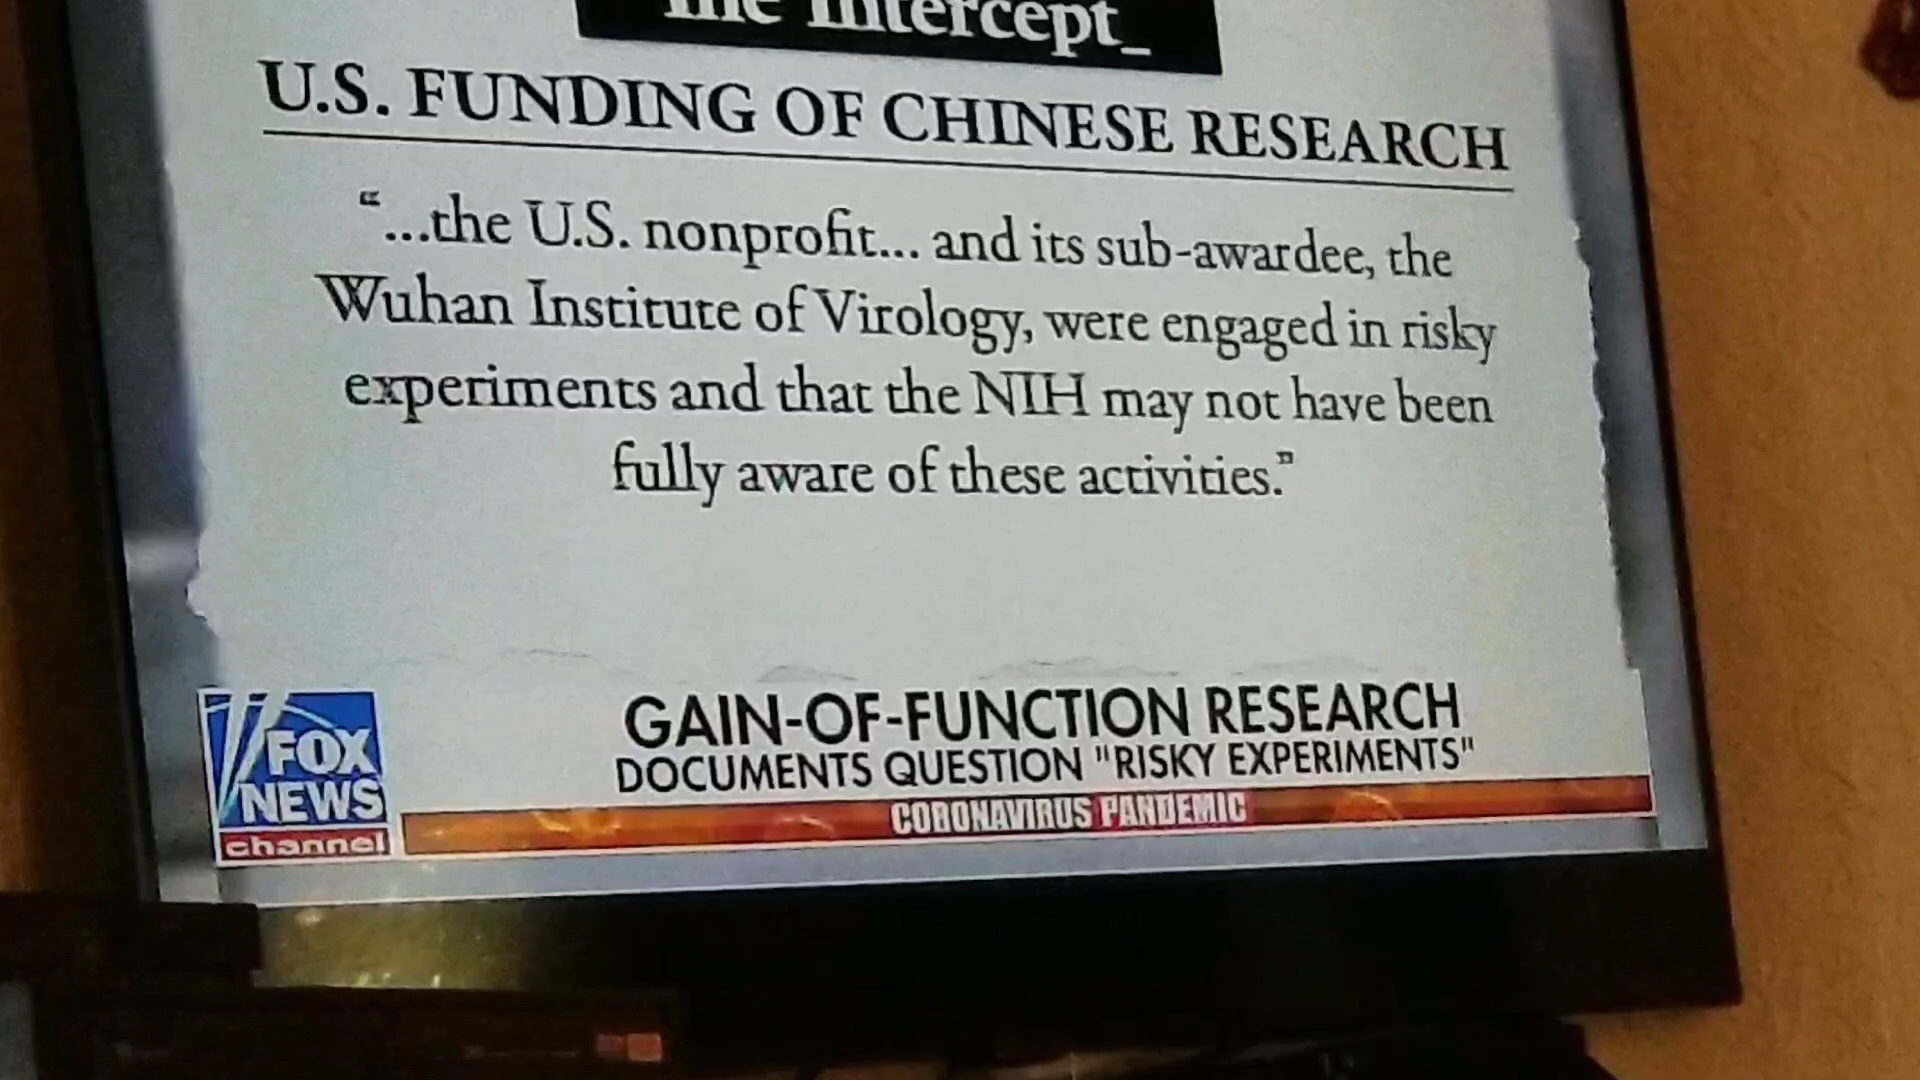 The Intercept_
U.S. FUNDING OF CHINESE RESEARCH
“...the U.S. nonprofit... and its sub-awardee, the
Wuhan Institute of Virology, were engaged in risky
experiments and that the NIH may not have been
fully aware of these activities.”
GAIN-OF-FUNCTION RESEARCH
DOCUMENTS QUESTION "RISKY EXPERIMENTS"
CORONAVIRUS PANDEMIC
FOX
NEWS
channel